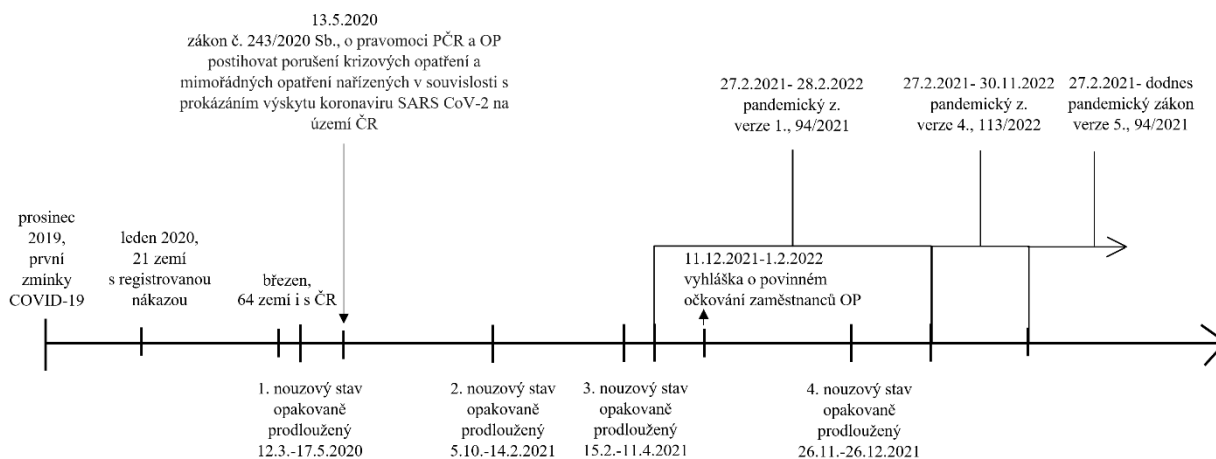 13.5.2020
zákon č. 243/2020 Sb., o pravomoci PČR a OP
postihovat porušení krizových opatření a
mimořádných opatření nařízených v souvislosti s
prokázáním výskytu koronaviru SARS CoV-2 na
území ČR
27.2.2021- 28.2.2022
pandemický z.
verze 1., 94/2021
27.2.2021- 30.11.2022
pandemický z.
verze 4., 113/2022
27.2.2021- dodnes
pandemický zákon
verze 5., 94/2021
prosinec
2019,
první
zmínky
COVID-19
leden 2020,
21 zemí
s registrovanou
nákazou
březen,
64 zemi i s ČR
11.12.2021-1.2.2022
vyhláška o povinném
očkování zaměstnanců OP
1. nouzový stav
opakovaně
prodloužený
12.3.-17.5.2020
2. nouzový stav
opakovaně
prodloužený
5.10.-14.2.2021
3. nouzový stav
opakovaně
prodloužený
15.2.-11.4.2021
4. nouzový stav
opakovaně
prodloužený
26.11.-26.12.2021